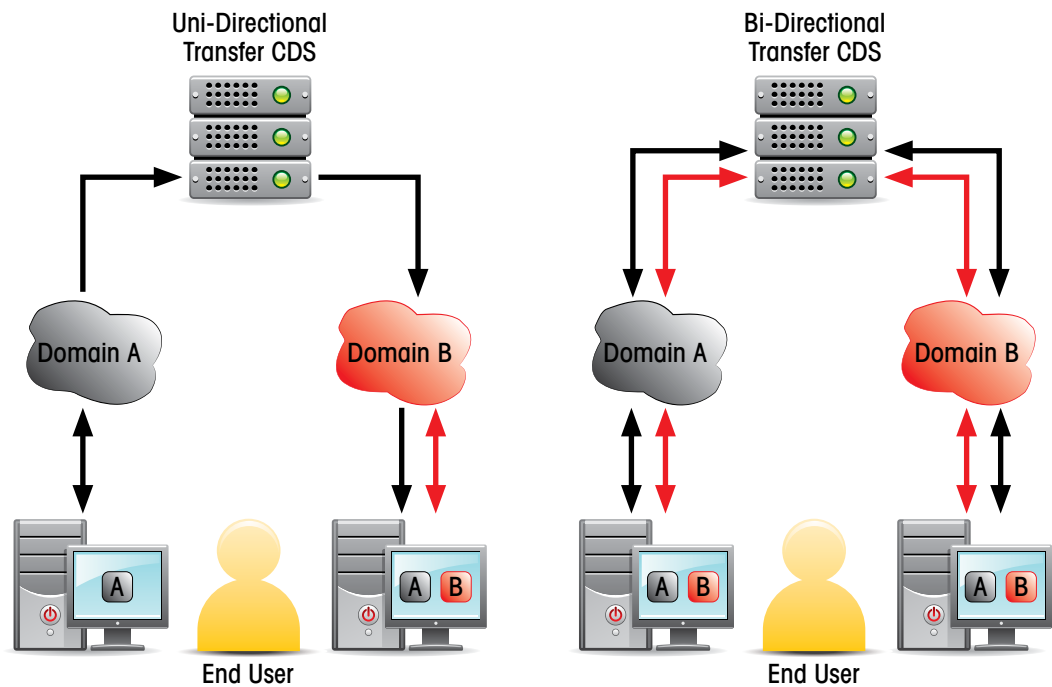 Uni-Directional
Transfer CDS
Bi-Directional
Transfer CDS
Domain A
Domain B
Domain A
Domain B
A
A B
A B
A B
End User
End User